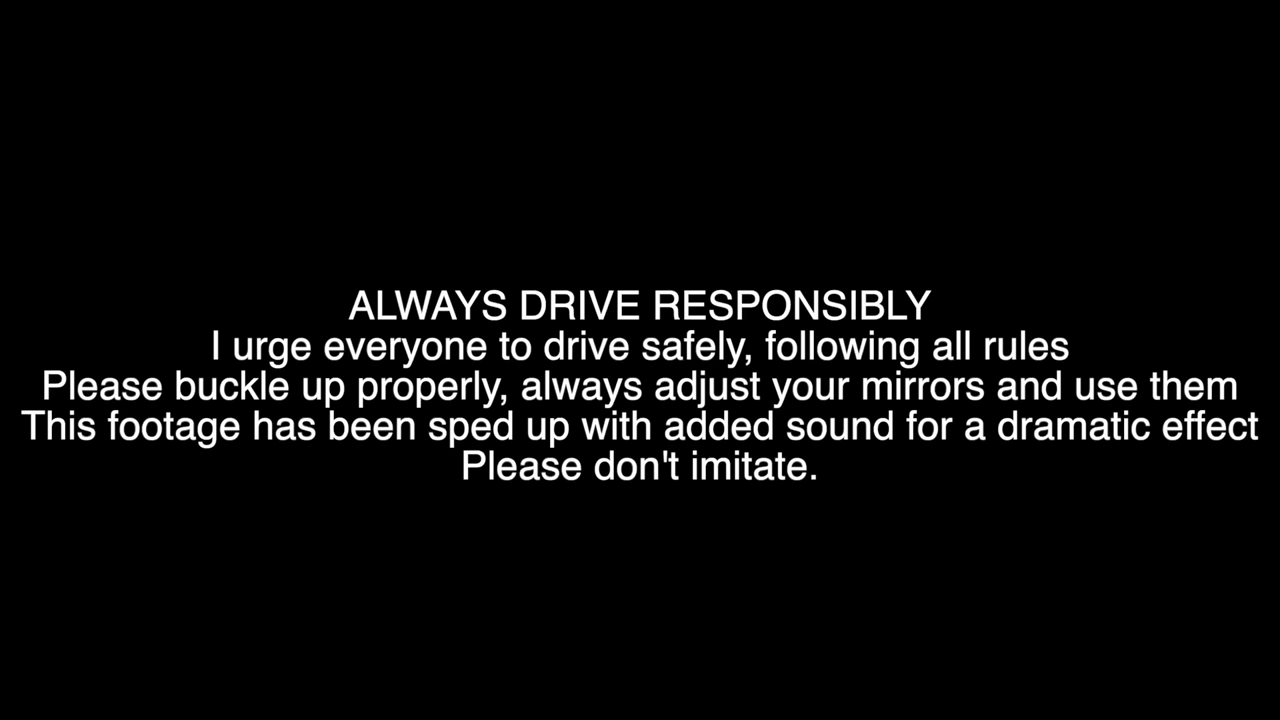 ALWAYS DRIVE RESPONSIBLY
I urge everyone to drive safely, following all rules
Please buckle up properly, always adjust your mirrors and use them
This footage has been sped up with added sound for a dramatic effect
Please don't imitate.